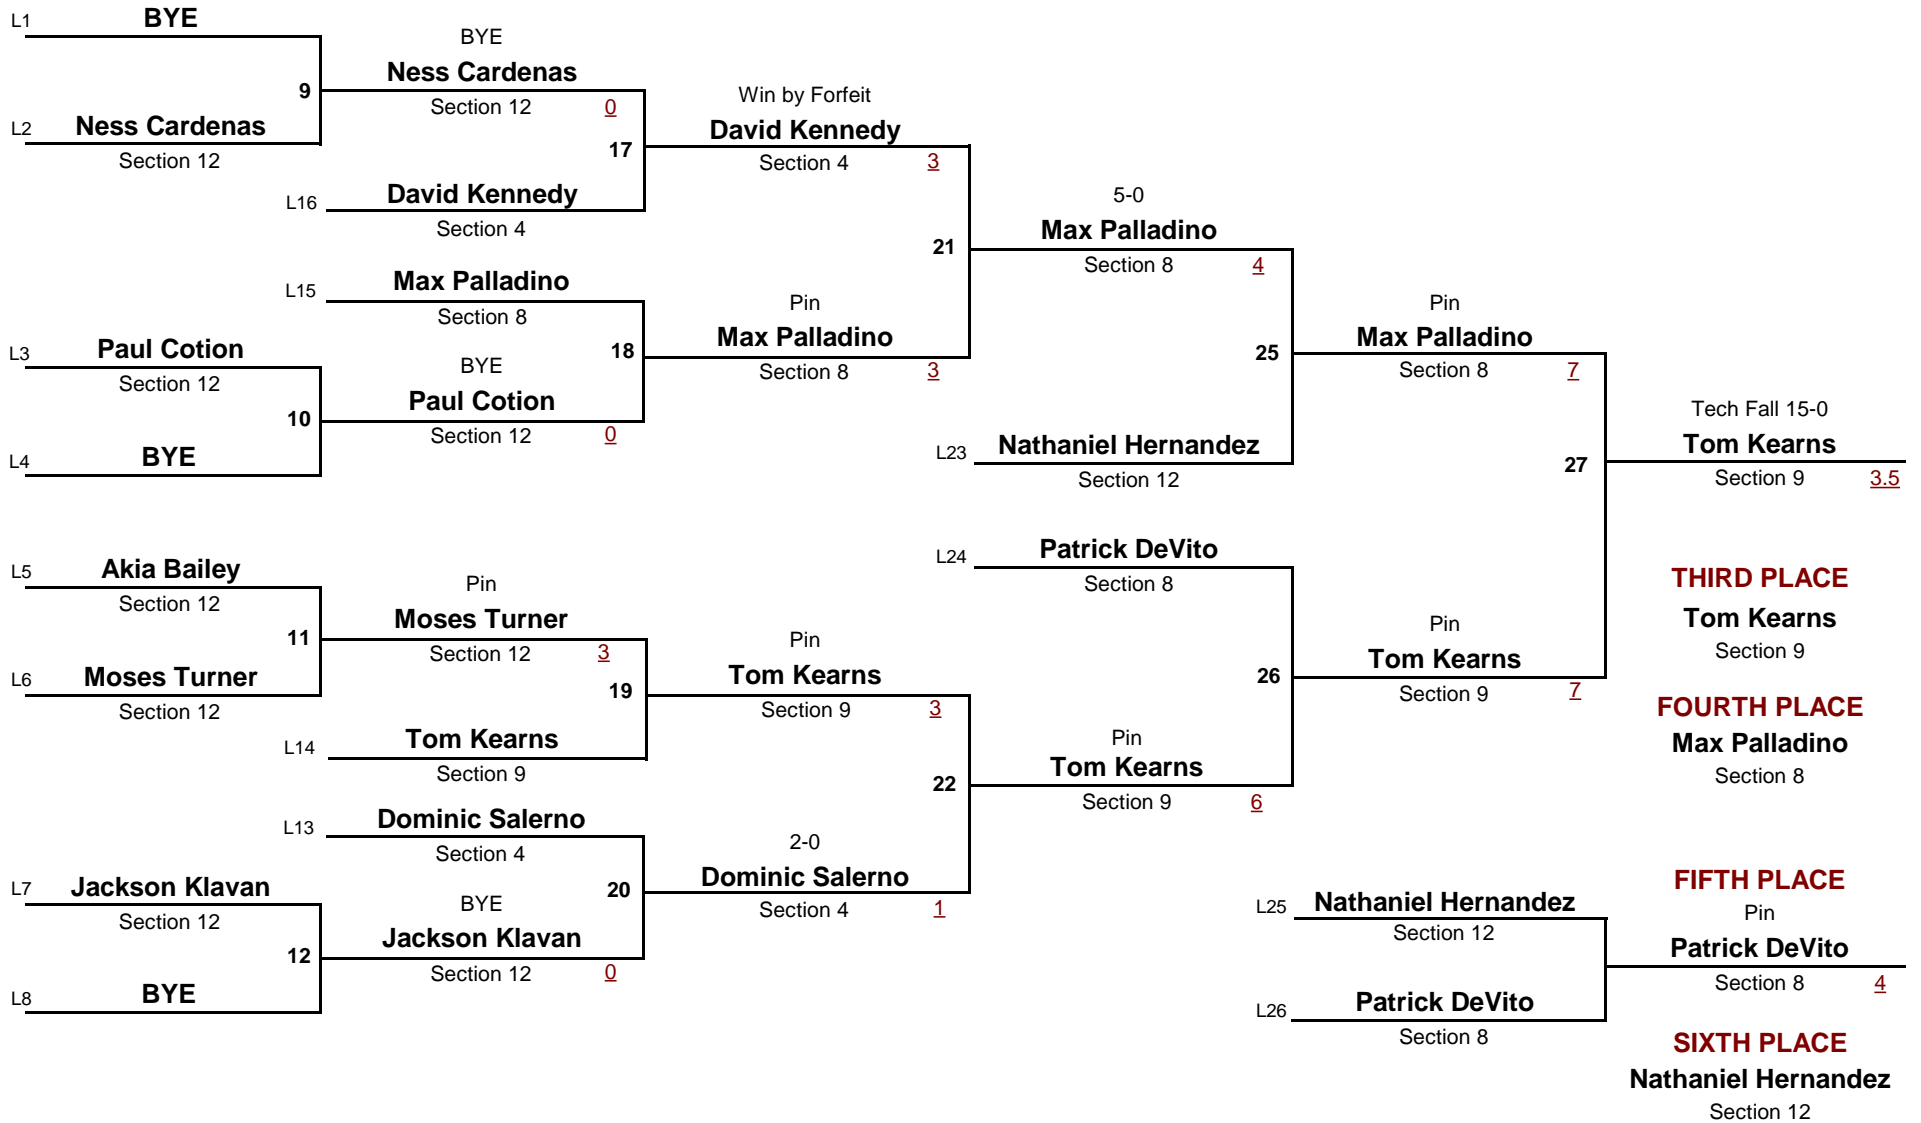 L1
BYE
9
L2
Ness Cardenas
Section 12
BYE
Ness Cardenas
Section 12
0
17
L16
David Kennedy
Section 4
Win by Forfeit
David Kennedy
Section 4
3
L15
Max Palladino
Section 8
18
L3
Paul Cotion
Section 12
10
L4
BYE
BYE
Paul Cotion
Section 12
0
Pin
Max Palladino
Section 8
3
21
5-0
Max Palladino
Section 8
4
25
L23
Nathaniel Hernandez
Section 12
Pin
Max Palladino
Section 8
7
27
Tech Fall 15-0
Tom Kearns
Section 9
3.5
L5
Akia Bailey
Section 12
11
L6
Moses Turner
Section 12
Pin
Moses Turner
Section 12
3
19
L14
Tom Kearns
Section 9
Pin
Tom Kearns
Section 9
3
22
L13
Dominic Salerno
Section 4
20
L7
Jackson Klavan
Section 12
12
L8
BYE
BYE
Jackson Klavan
Section 12
0
2-0
Dominic Salerno
Section 4
1
L24
Patrick DeVito
Section 8
26
Pin
Tom Kearns
Section 9
6
Pin
Tom Kearns
Section 9
7
THIRD PLACE
Tom Kearns
Section 9
FOURTH PLACE
Max Palladino
Section 8
L25
Nathaniel Hernandez
Section 12
L26
Patrick DeVito
Section 8
FIFTH PLACE
Pin
Patrick DeVito
Section 8
4
SIXTH PLACE
Nathaniel Hernandez
Section 12